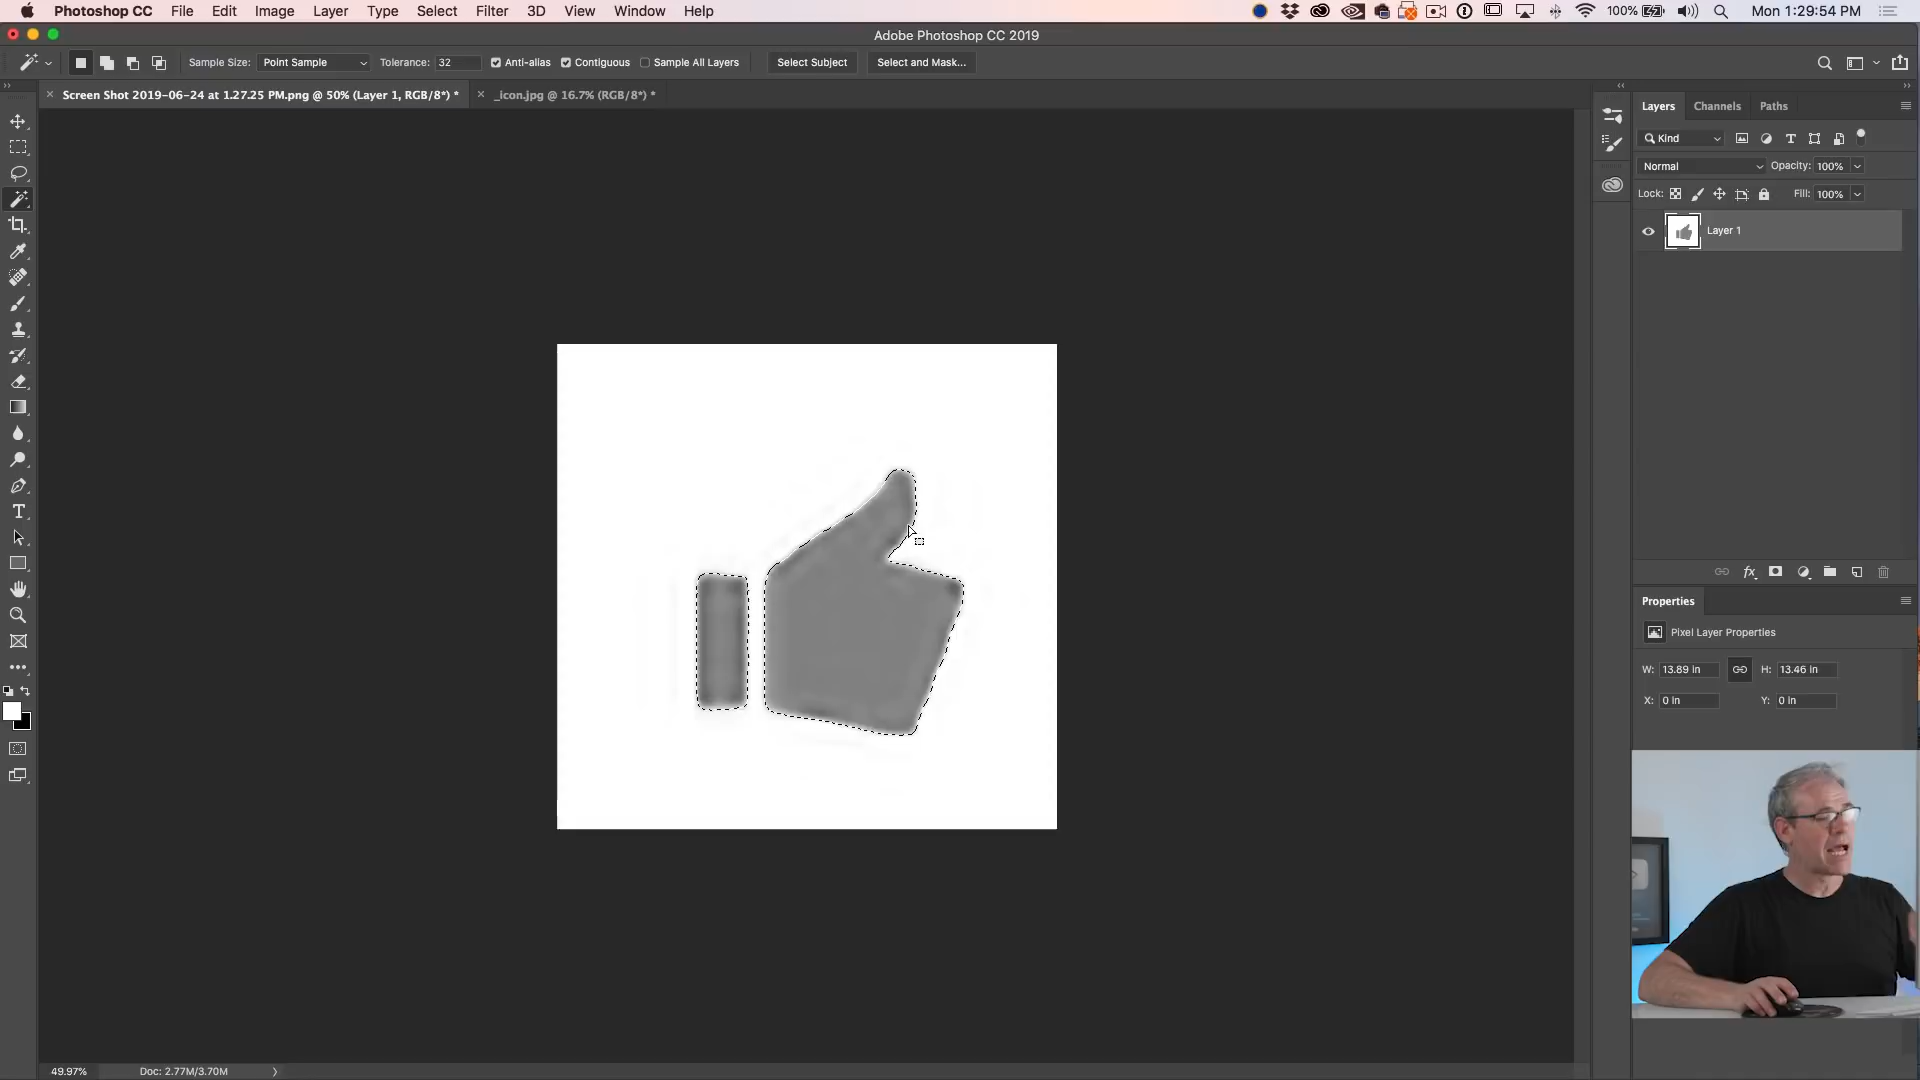 Photoshop CC File Edit Image Layer Type Select Filter 3D View Window Help 100% Mon 1:29:54 PM
Adobe Photoshop CC 2019
Sample Size: Point Sample Tolerance: 32 Anti-alias Contiguous Sample All Layers Select Subject Select and Mask...
Screen Shot 2019-06-24 at 1.27.25 PM.png @ 50% (Layer 1, RGB/8*) * _icon.jpg @ 16.7% (RGB/8*) *
Layers Channels Paths
Kind
Normal Opacity: 100%
Lock: Fill: 100%
Layer 1
fx
Properties
Pixel Layer Properties
W: 13.89 in H: 13.46 in
X: 0 in Y: 0 in
49.97% Doc: 2.77M/3.70M